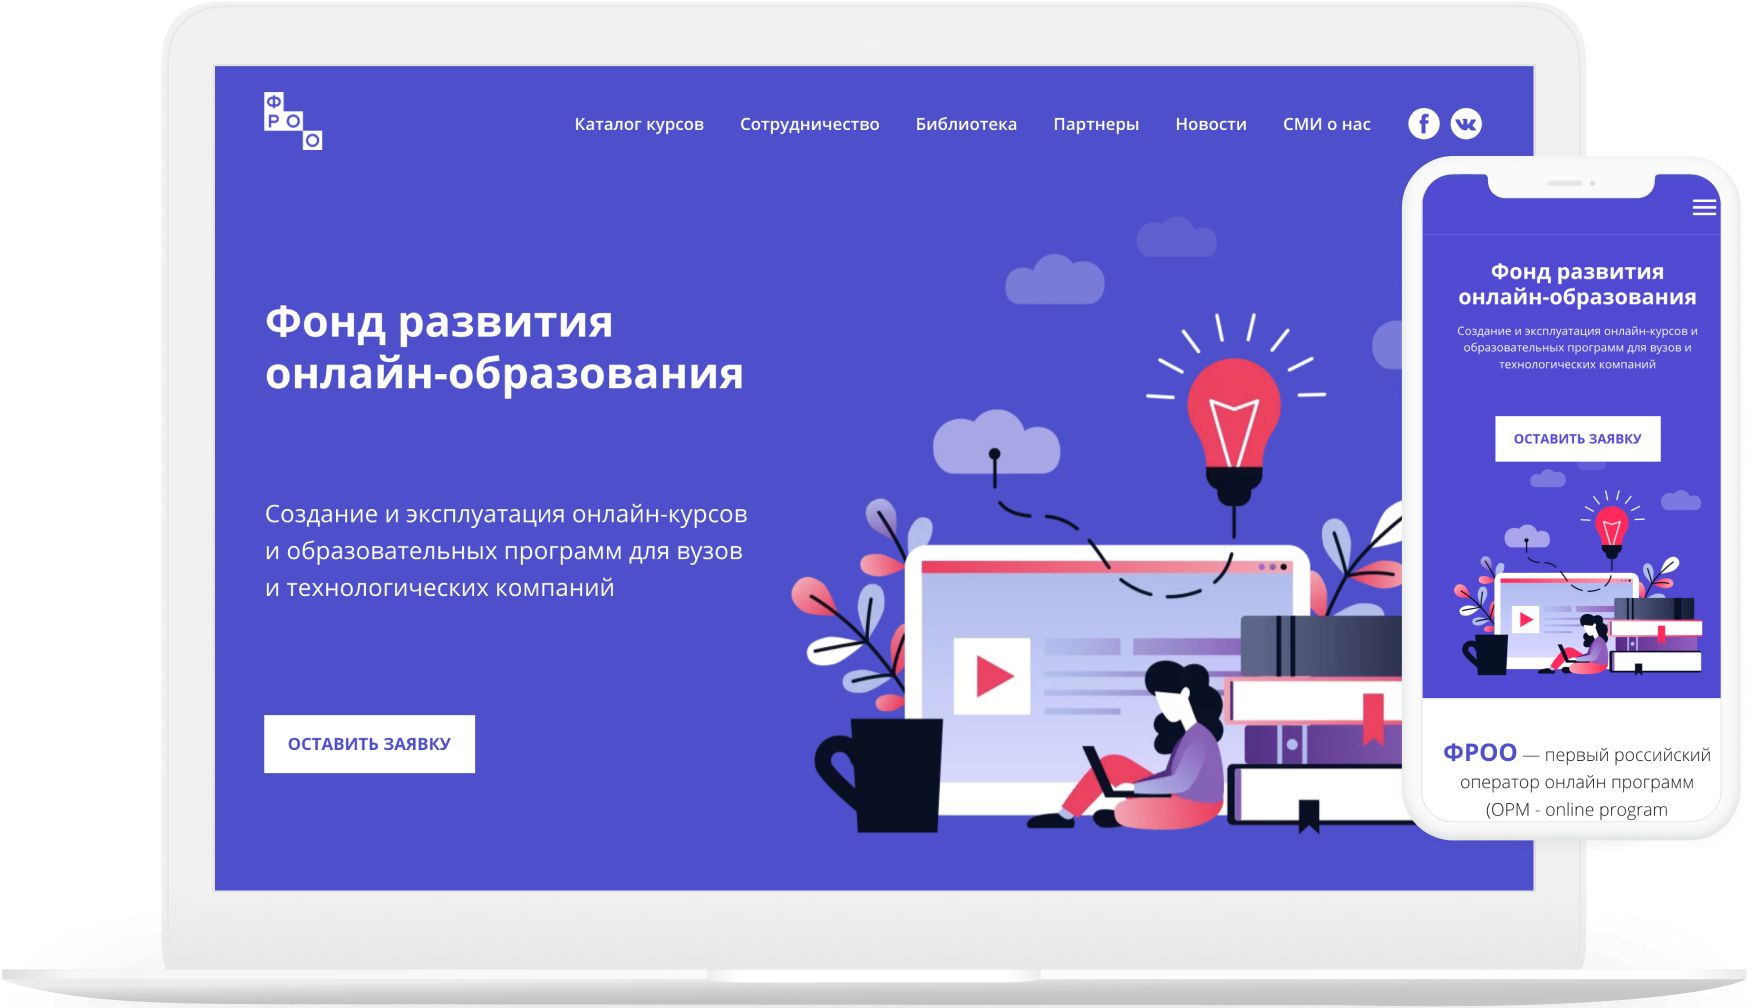 Ф
РО
О
Каталог курсов Сотрудничество Библиотека Партнеры Новости СМИ о нас
Фонд развития
онлайн-образования
Создание и эксплуатация онлайн-курсов
и образовательных программ для вузов
и технологических компаний
ОСТАВИТЬ ЗАЯВКУ
Фонд развития
онлайн-образования
Создание и эксплуатация онлайн-курсов и
образовательных программ для вузов и
технологических компаний
ОСТАВИТЬ ЗАЯВКУ
ФРОО — первый российский
оператор онлайн программ
(OPM - online program